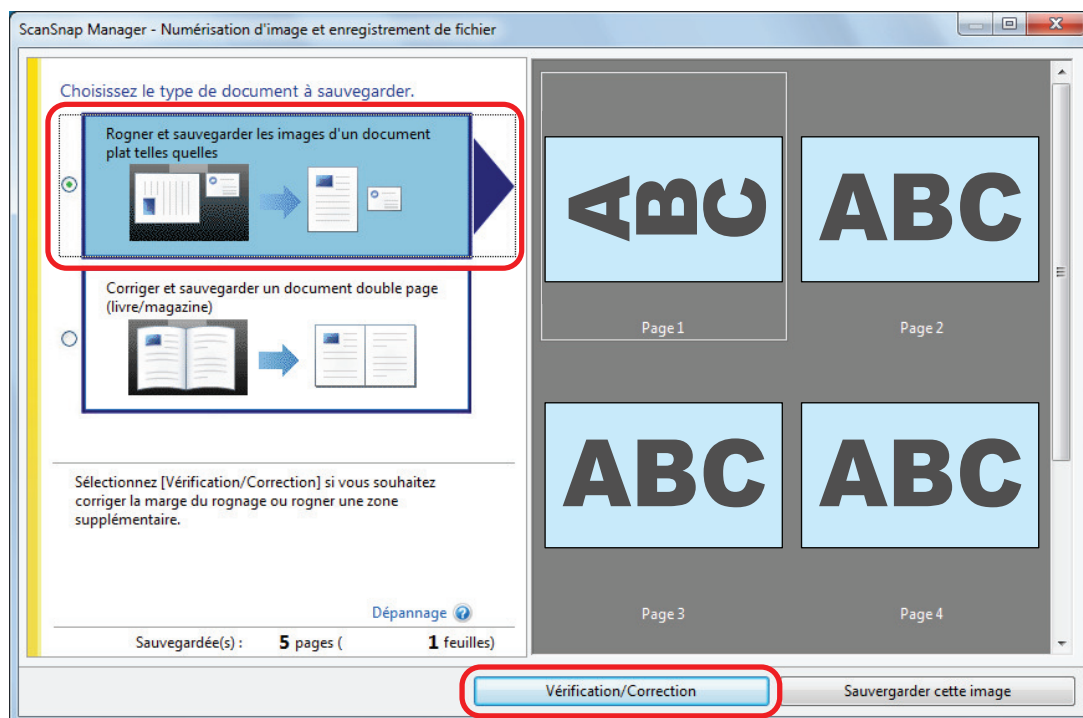 ScanSnap Manager - Numérisation d'image et enregistrement de fichier
Choisissez le type de document à sauvegarder.
Rogner et sauvegarder les images d'un document
plat telles quelles
Corriger et sauvegarder un document double page
(livre/magazine)
Sélectionnez [Vérification/Correction] si vous souhaitez
corriger la marge du rognage ou rogner une zone
supplémentaire.
Dépannage ?
Sauvegardée(s) : 5 pages ( 1 feuilles)
ABC
Page 1
ABC
Page 2
ABC
Page 3
ABC
Page 4
Vérification/Correction
Sauvergarder cette image